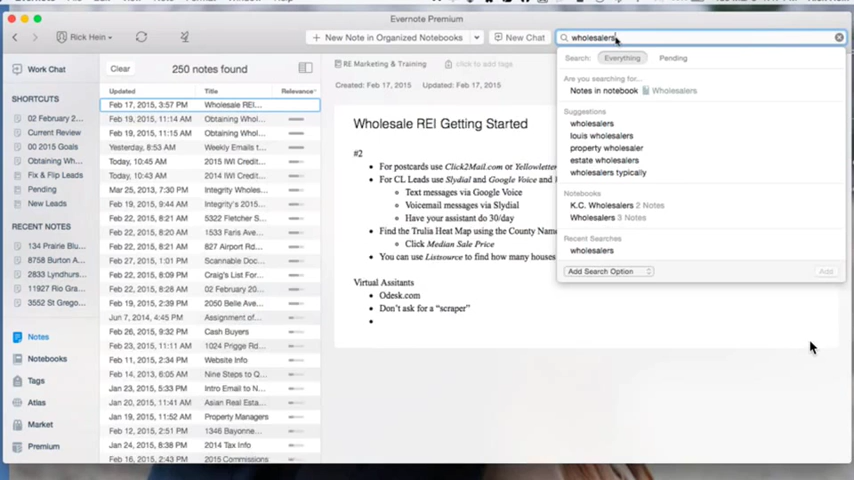 Evernote Premium
Rick Hein
+ New Note in Organized Notebooks
New Chat
wholesalers
Work Chat
SHORTCUTS
02 February 2...
Current Review
00 2015 Goals
Obtaining Wh...
Fix & Flip Leads
Pending
New Leads
RECENT NOTES
134 Prairie Blu...
8758 Burton A...
2833 Lyndhurs...
11927 Rio Gra...
3552 St Grego...
Notes
Notebooks
Tags
Atlas
Market
Premium
Clear
250 notes found
Updated Title Relevance
Feb 17, 2015, 3:57 PM Wholesale REI...
Feb 19, 2015, 11:14 AM Obtaining Whol...
Feb 19, 2015, 11:15 AM Obtaining Whol...
Yesterday, 8:53 AM Weekly Emails t...
Today, 10:45 AM 2015 IWI Credit...
Today, 10:43 AM 2015 IWI Credit...
Mar 25, 2013, 7:30 PM Integrity Wholes...
Feb 19, 2015, 9:44 AM Integrity's 2015...
Feb 21, 2015, 8:22 AM 5322 Fletcher S...
Feb 21, 2015, 8:20 AM 1533 Faris Ave...
Feb 21, 2015, 8:21 AM 827 Airport Rd...
Feb 27, 2015, 1:01 PM Scannable Doc...
Feb 21, 2015, 9:24 AM Craig's List For...
Feb 21, 2015, 8:28 AM 02 February 20...
Feb 21, 2015, 8:19 AM 2050 Belle Ave...
Jun 7, 2014, 4:45 PM Assignment of...
Feb 26, 2015, 9:32 AM Cash Buyers
Feb 23, 2015, 11:11 AM 1024 Prigge Rd...
Feb 11, 2015, 2:34 PM Website Info
Feb 14, 2013, 8:05 AM Nine Steps to Q...
Jan 23, 2015, 5:33 PM Intro Email to N...
Jan 20, 2015, 11:41 AM Asian Real Esta...
Jan 19, 2015, 11:52 AM Property Managers
Feb 12, 2015, 2:51 PM 1346 Bayonne...
Jan 24, 2015, 8:38 PM 2014 Tax Info
Feb 16, 2015, 2:43 PM 2015 Commissions
RE Marketing & Training
click to add tags
Created: Feb 17, 2015 Updated: Feb 17, 2015
Wholesale REI Getting Started
#2
For postcards use Click2Mail.com or Yellowletter
For CL Leads use Slydial and Google Voice and
Text messages via Google Voice
Voicemail messages via Slydial
Have your assistant do 30/day
Find the Trulia Heat Map using the County Name
Click Median Sale Price
You can use Listsource to find how many houses
Virtual Assitants
Odesk.com
Don't ask for a “scraper”
Search: Everything Pending
Are you searching for...
Notes in notebook Wholesalers
Suggestions
wholesalers
louis wholesalers
property wholesaler
estate wholesalers
wholesalers typically
Notebooks
K.C. Wholesalers 2 Notes
Wholesalers 3 Notes
Recent Searches
wholesalers
Add Search Option
Add